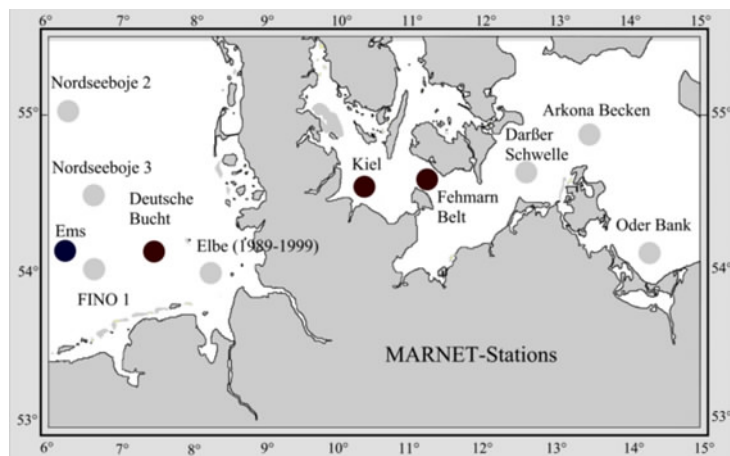 6° 7° 8° 9° 10° 11° 12° 13° 14° 15°
Nordseeboje 2
55° 55°
Arkona Becken
Darßer
Schwelle
Nordseeboje 3
Kiel
Deutsche
Bucht
Fehmarn
Belt
Ems
Elbe (1989-1999)
Oder Bank
54° 54°
FINO 1
MARNET-Stations
53° 53°
6° 7° 8° 9° 10° 11° 12° 13° 14° 15°